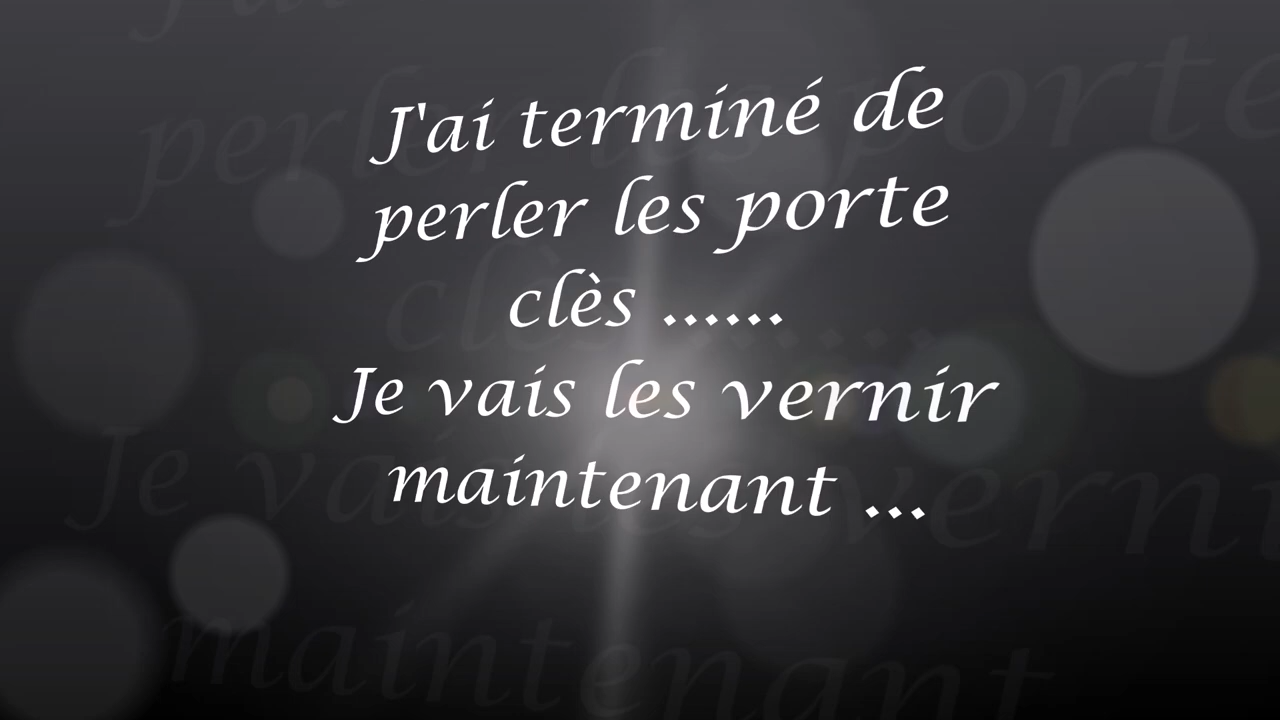 J'ai terminé de
perler les porte
clès ......
Je vais les vernir
maintenant ...